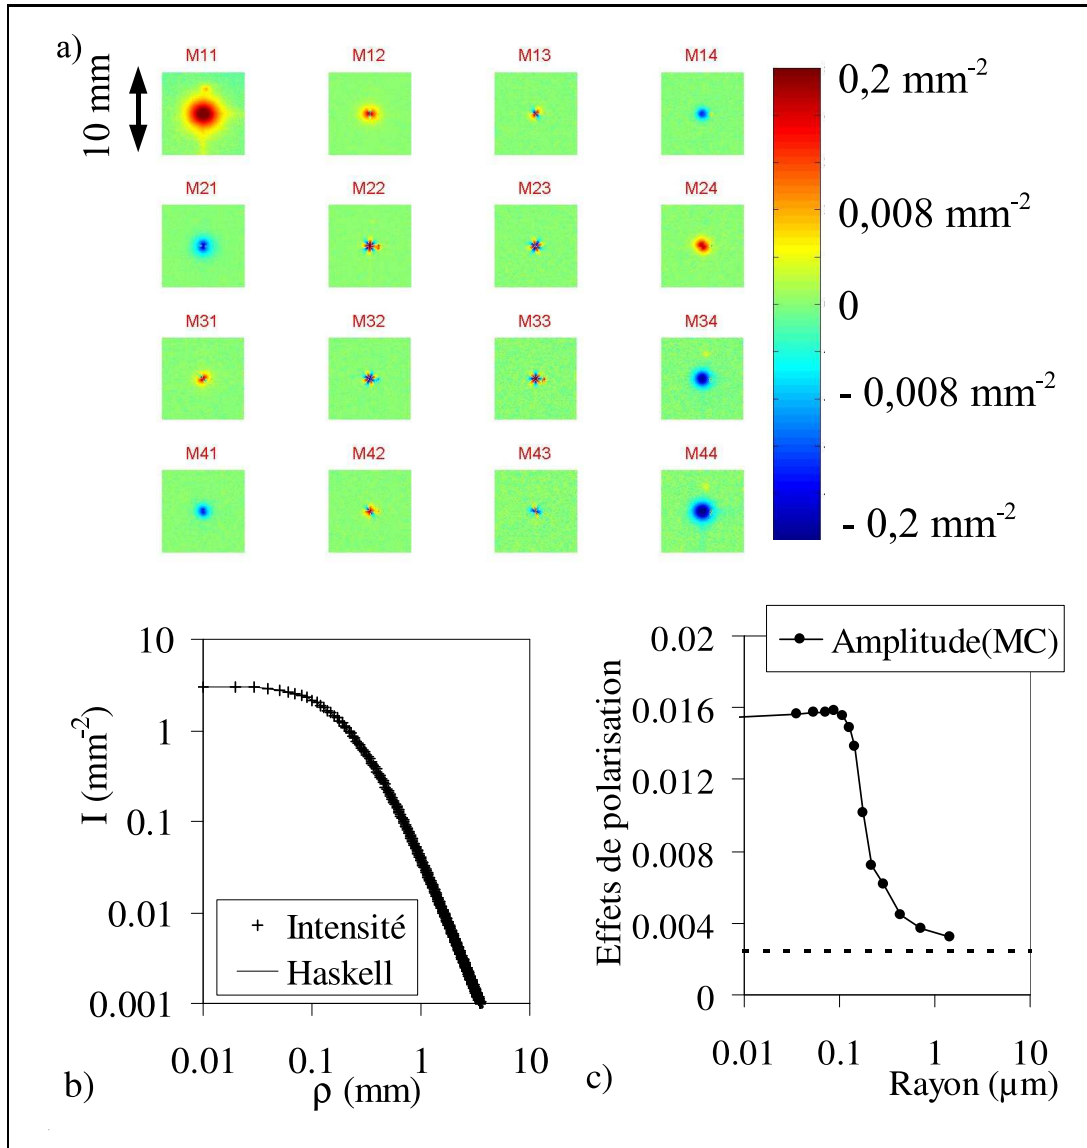 a)
10 mm
M11 M12 M13 M14
M21 M22 M23 M24
M31 M32 M33 M34
M41 M42 M43 M44
0,2 mm-2
0,008 mm-2
0
- 0,008 mm-2
- 0,2 mm-2
10
1
0.1
0.01
0.001
I (mm-2)
Intensité
Haskell
0.01 0.1 1 10
ρ (mm)
b)
Amplitude(MC)
0.02
0.016
0.012
0.008
0.004
0
Effets de polarisation
0.01 0.1 1 10
Rayon (µm)
c)